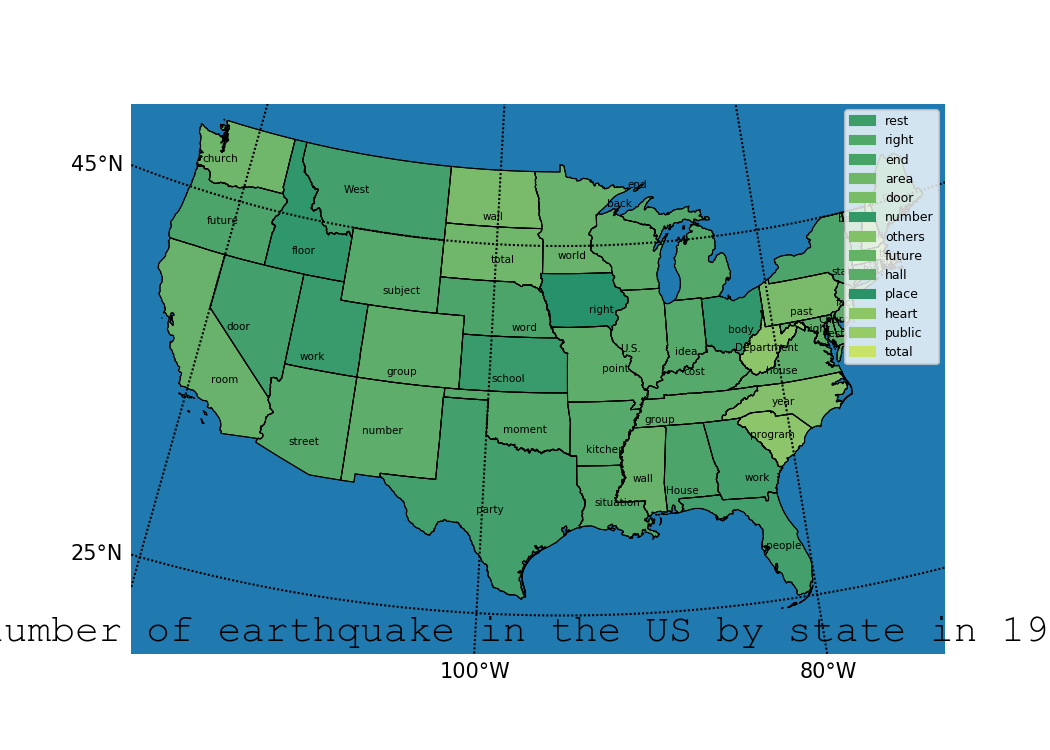 rest
right
end
area
door
number
others
future
hall
place
heart
public
total
45°N
25°N
100°W
80°W
church
West
end
back
future
wall
floor
total
world
subject
right
past
door
word
body
work
U.S.
idea
Department
house
room
group
school
point
cost
year
street
number
moment
group
program
kitchen
wall
House
work
situation
party
people
umber of earthquake in the US by state in 19